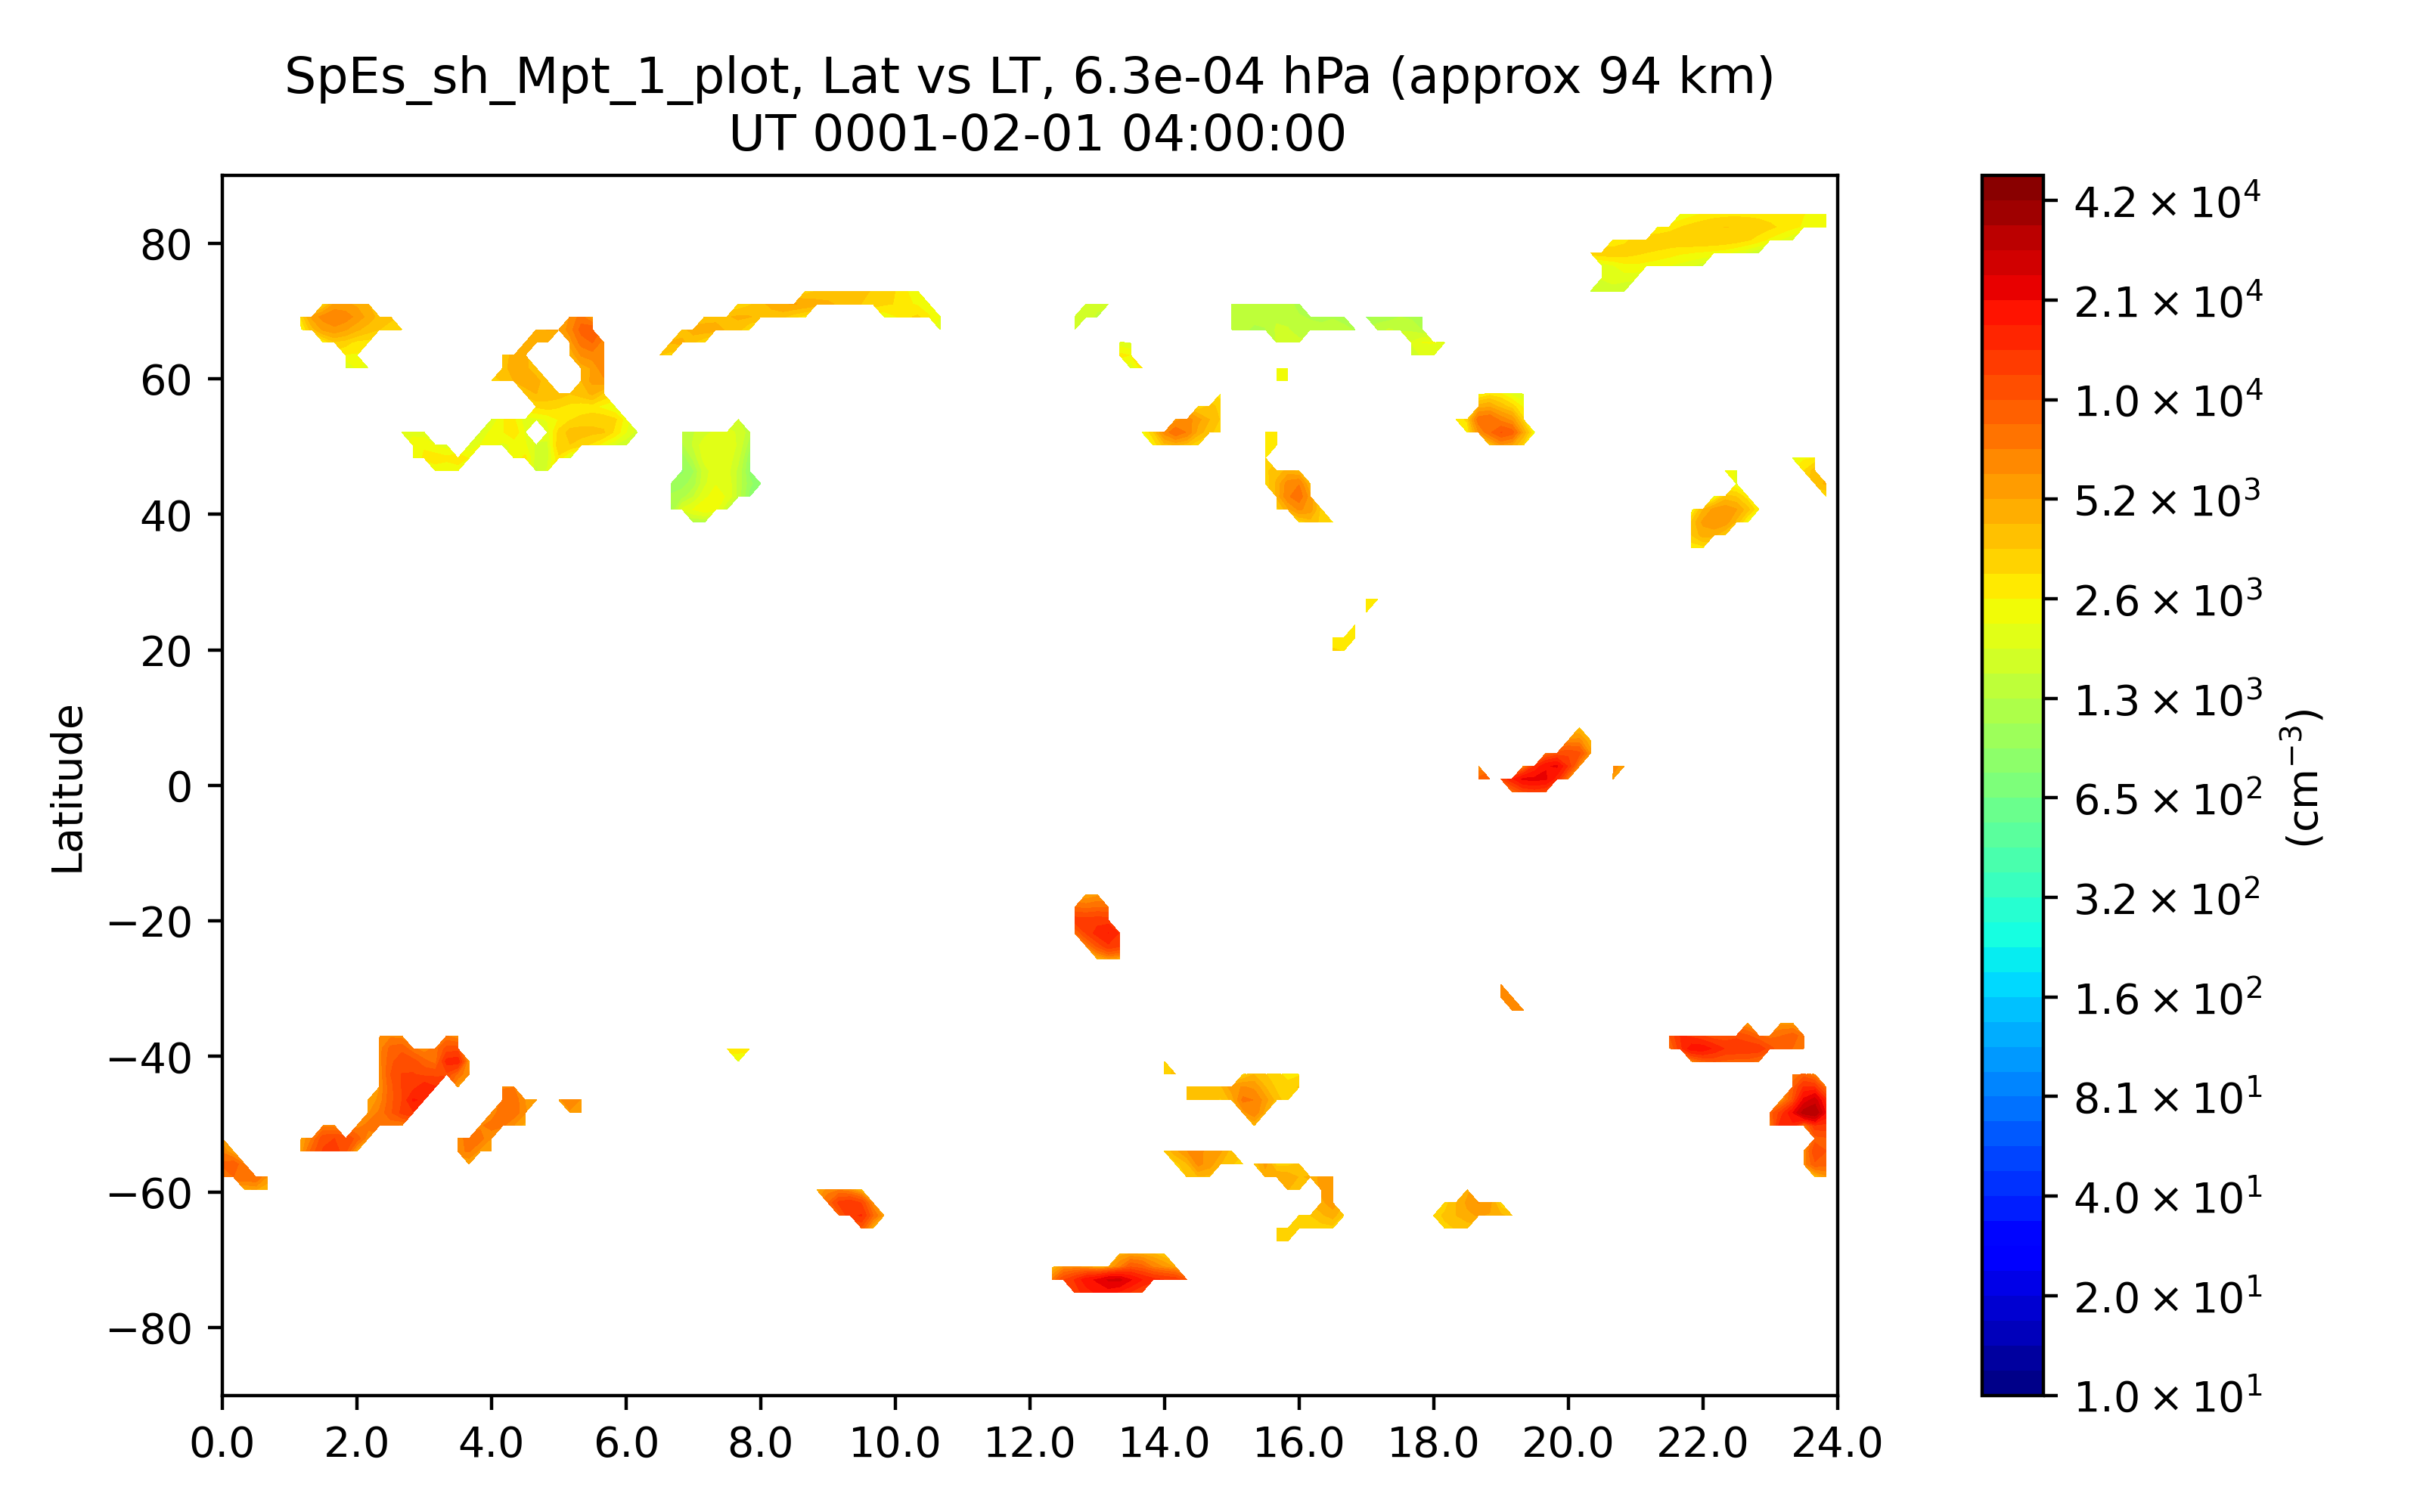 SpEs_sh_Mpt_1_plot, Lat vs LT, 6.3e-04 hPa (approx 94 km)
UT 0001-02-01 04:00:00
Latitude
80
60
40
20
0
−20
−40
−60
−80
0.0 2.0 4.0 6.0 8.0 10.0 12.0 14.0 16.0 18.0 20.0 22.0 24.0
4.2 × 10⁴
2.1 × 10⁴
1.0 × 10⁴
5.2 × 10³
2.6 × 10³
1.3 × 10³
6.5 × 10²
3.2 × 10²
1.6 × 10²
8.1 × 10¹
4.0 × 10¹
2.0 × 10¹
1.0 × 10¹
(cm⁻³)